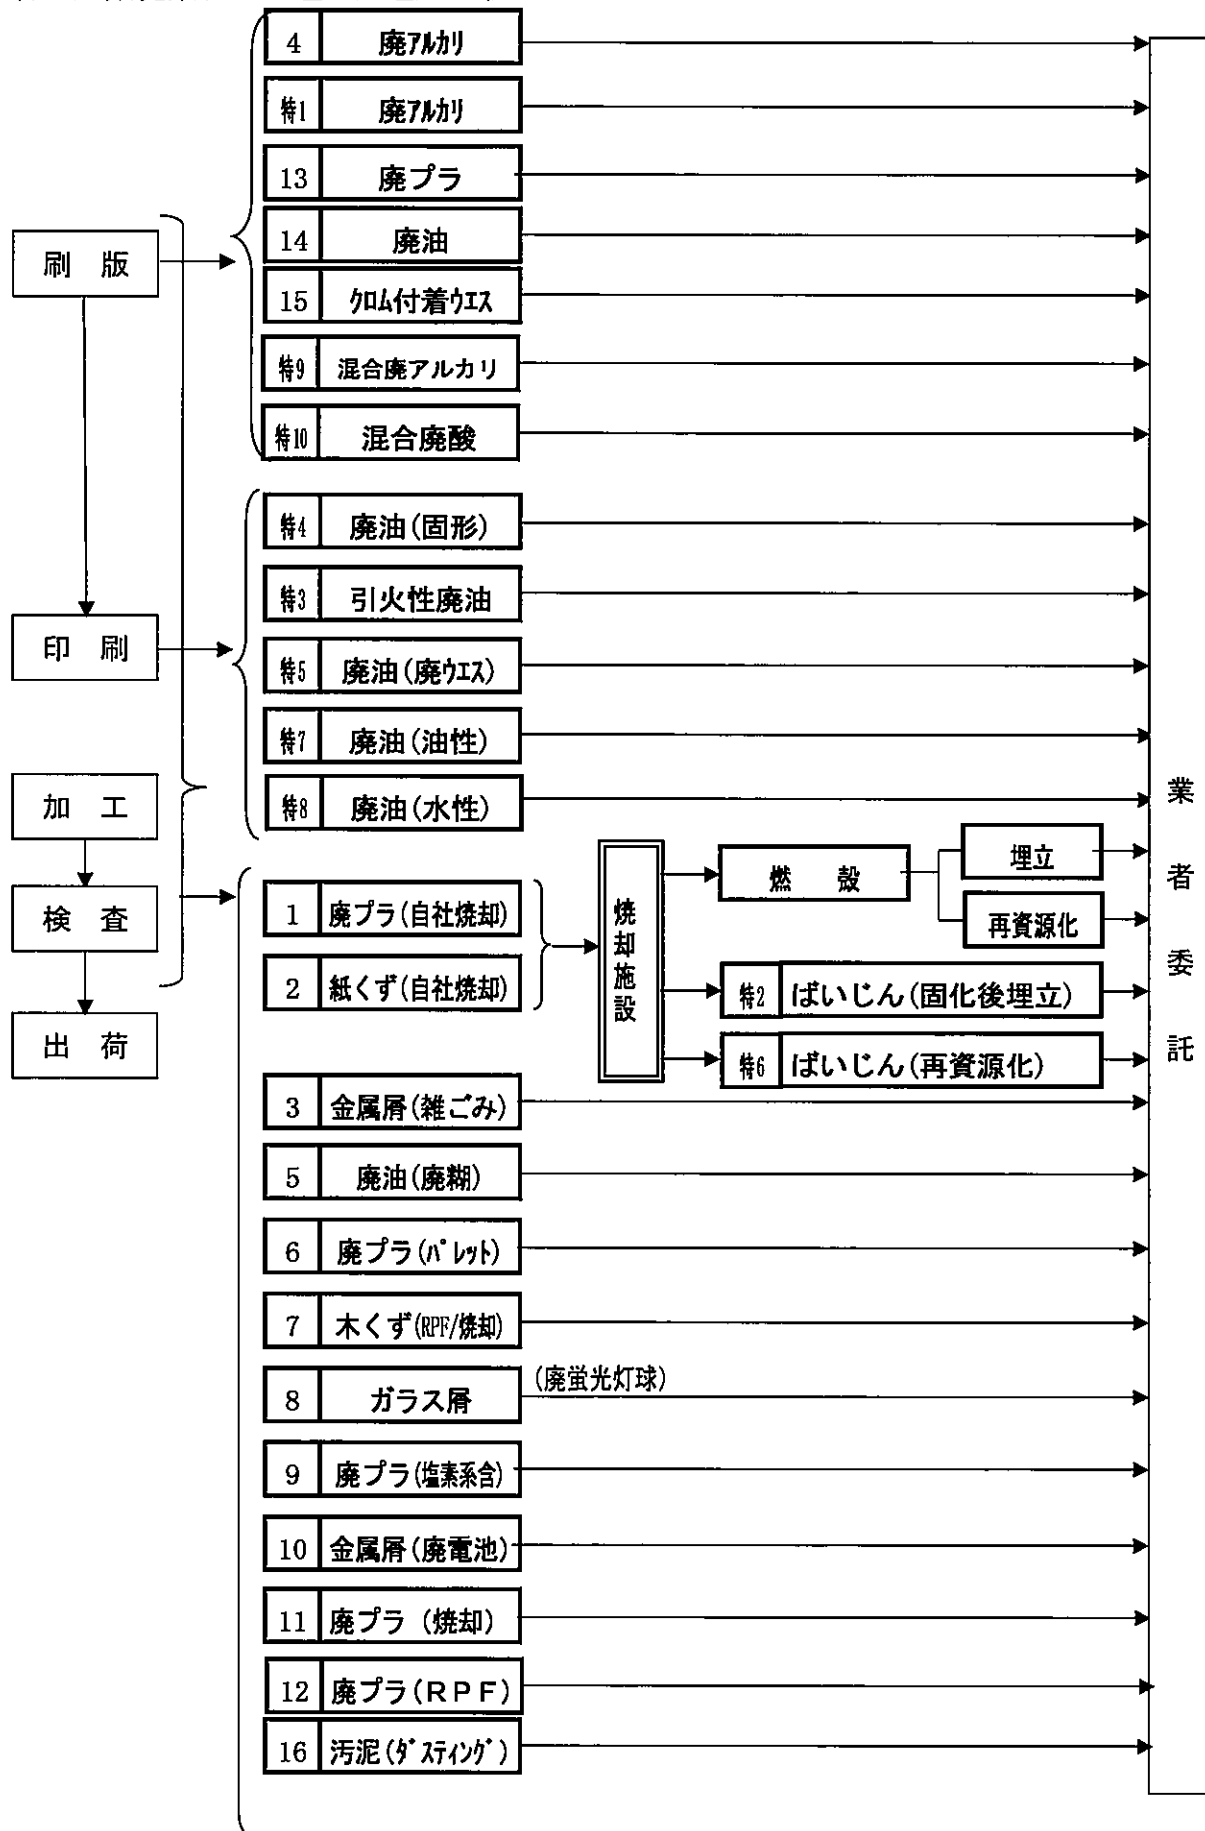 4 廃ｱﾙｶﾘ
特1 廃ｱﾙｶﾘ
13 廃プラ
14 廃油
15 ｸﾛﾑ付着ｳｴｽ
特9 混合廃アルカリ
特10 混合廃酸
刷 版
特4 廃油(固形)
特3 引火性廃油
特5 廃油(廃ｳｴｽ)
特7 廃油(油性)
特8 廃油(水性)
印 刷
加 工
検 査
出 荷
1 廃プラ(自社焼却)
2 紙くず(自社焼却)
焼却施設
燃 殻
埋立
再資源化
特2 ばいじん(固化後埋立)
特6 ばいじん(再資源化)
3 金属屑(雑ごみ)
5 廃油(廃糊)
6 廃プラ(ﾊﾟﾚｯﾄ)
7 木くず(RPF/焼却)
8 ガラス屑 (廃蛍光灯球)
9 廃プラ(塩素系含)
10 金属屑(廃電池)
11 廃プラ (焼却)
12 廃プラ(ＲＰＦ)
16 汚泥(ﾀﾞｽﾃｨﾝｸﾞ)
業者委託